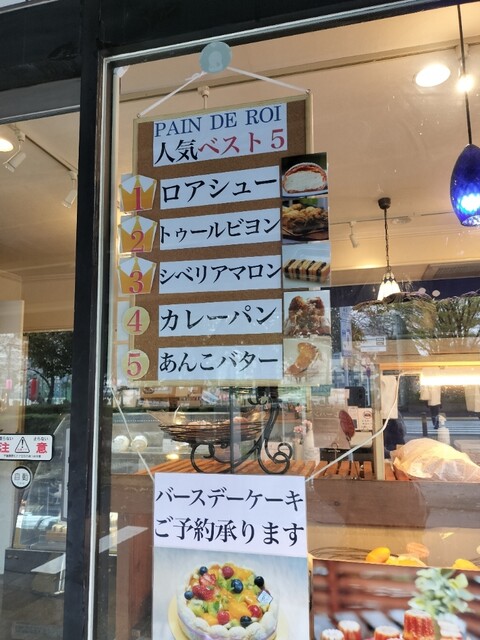 PAIN DE ROI
人気ベスト5
1 ロアシュー
2 トゥールビヨン
3 シベリアマロン
4 カレーパン
5 あんこバター
注 意
自動
バースデーケーキ
ご予約承ります